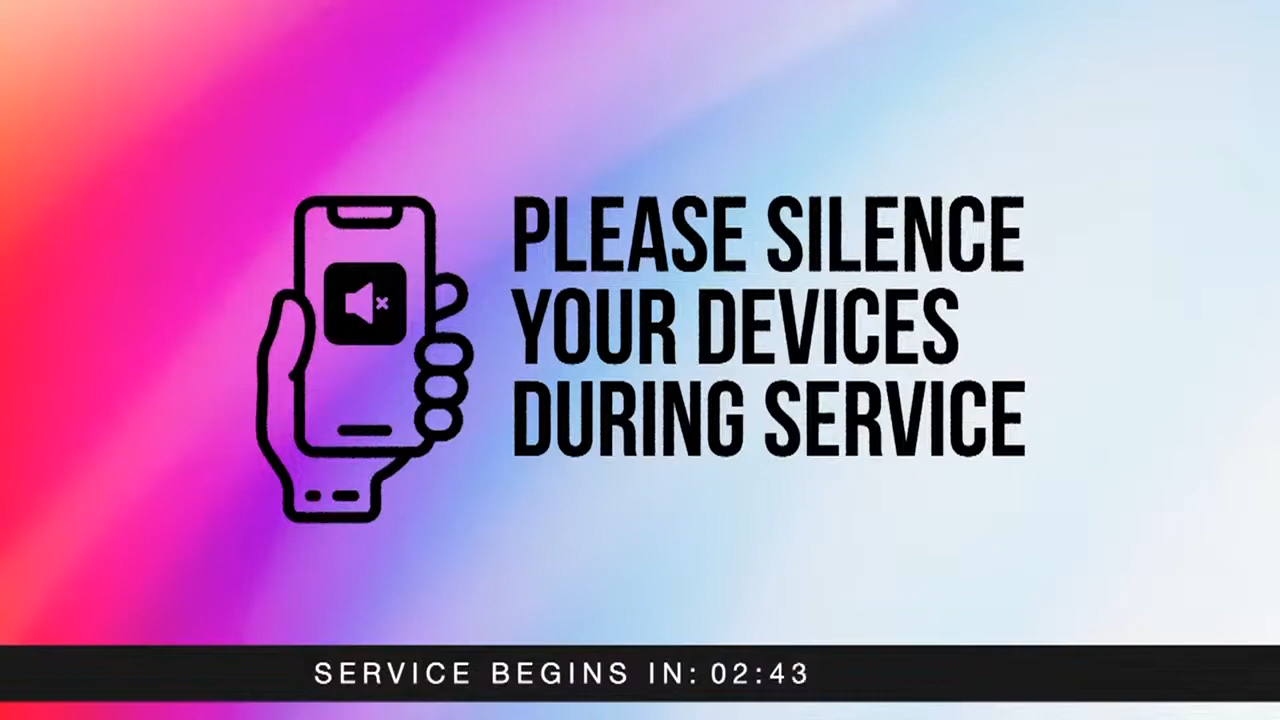 PLEASE SILENCE
YOUR DEVICES
DURING SERVICE
SERVICE BEGINS IN: 02:43